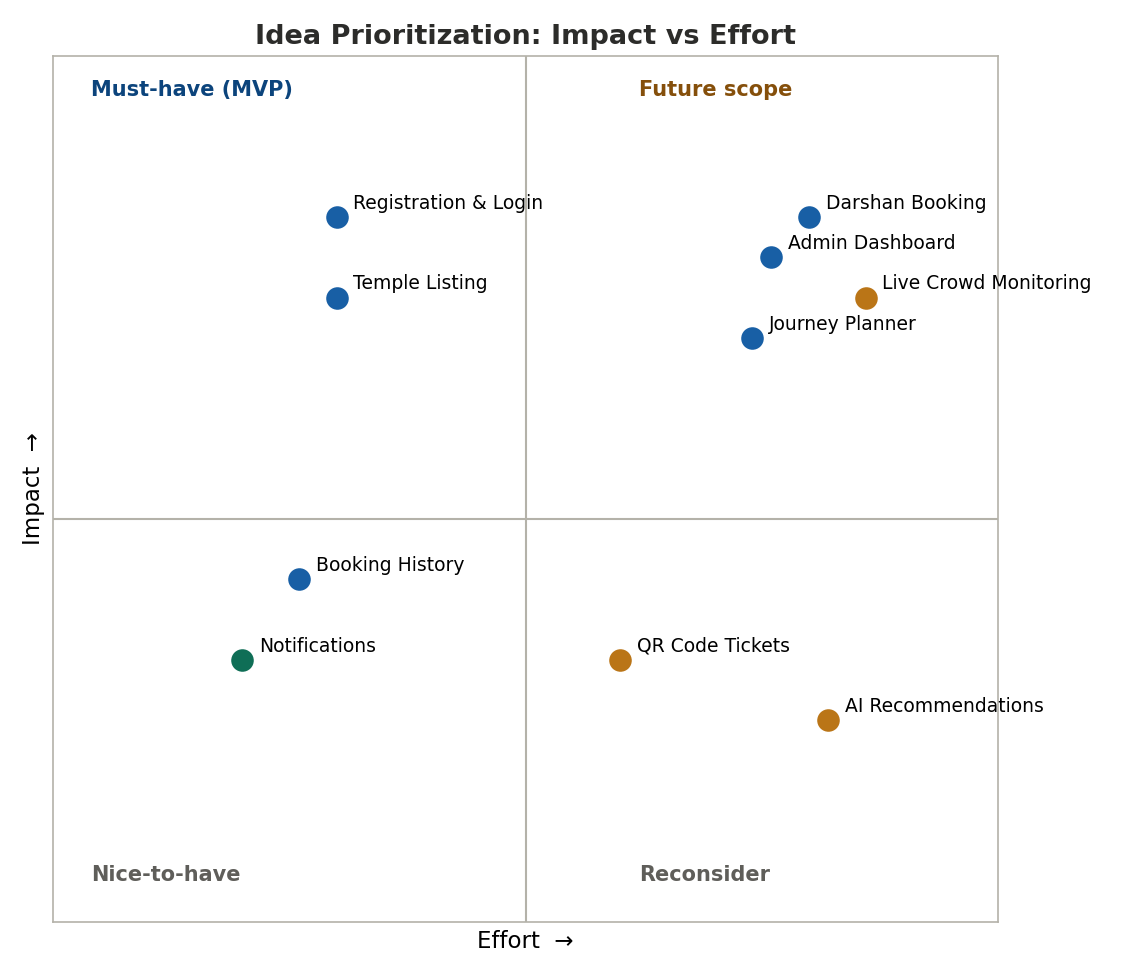 Idea Prioritization: Impact vs Effort
Must-have (MVP)
Future scope
Registration & Login
Darshan Booking
Admin Dashboard
Temple Listing
Live Crowd Monitoring
Journey Planner
Impact →
Booking History
Notifications
QR Code Tickets
AI Recommendations
Nice-to-have
Reconsider
Effort →